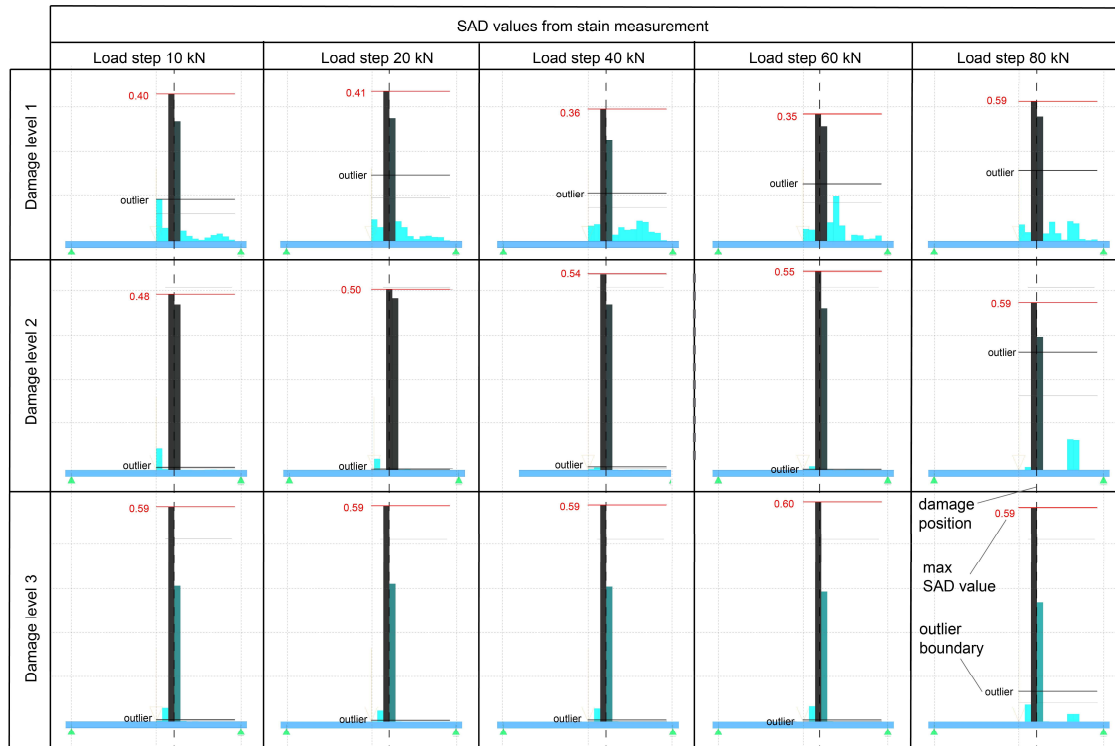 SAD values from stain measurement
Load step 10 kN
Load step 20 kN
Load step 40 kN
Load step 60 kN
Load step 80 kN
Damage level 1
0.40
outlier
0.41
outlier
0.36
outlier
0.35
outlier
0.59
outlier
Damage level 2
0.48
outlier
0.50
outlier
0.54
outlier
0.55
outlier
0.59
outlier
Damage level 3
0.59
outlier
0.59
outlier
0.59
outlier
0.60
outlier
damage
position
0.59
max
SAD value
outlier
boundary
outlier